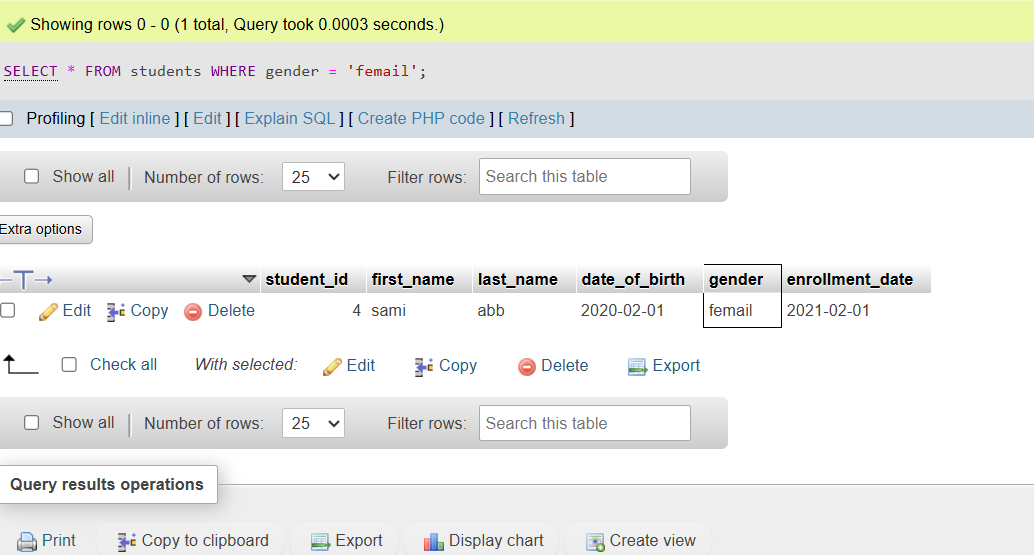 Showing rows 0 - 0 (1 total, Query took 0.0003 seconds.)
SELECT * FROM students WHERE gender = 'femail';
Profiling [ Edit inline ] [ Edit ] [ Explain SQL ] [ Create PHP code ] [ Refresh ]
Show all Number of rows: 25 Filter rows: Search this table
Extra options
student_id first_name last_name date_of_birth gender enrollment_date
Edit Copy Delete 4 sami abb 2020-02-01 femail 2021-02-01
Check all With selected: Edit Copy Delete Export
Show all Number of rows: 25 Filter rows: Search this table
Query results operations
Print Copy to clipboard Export Display chart Create view